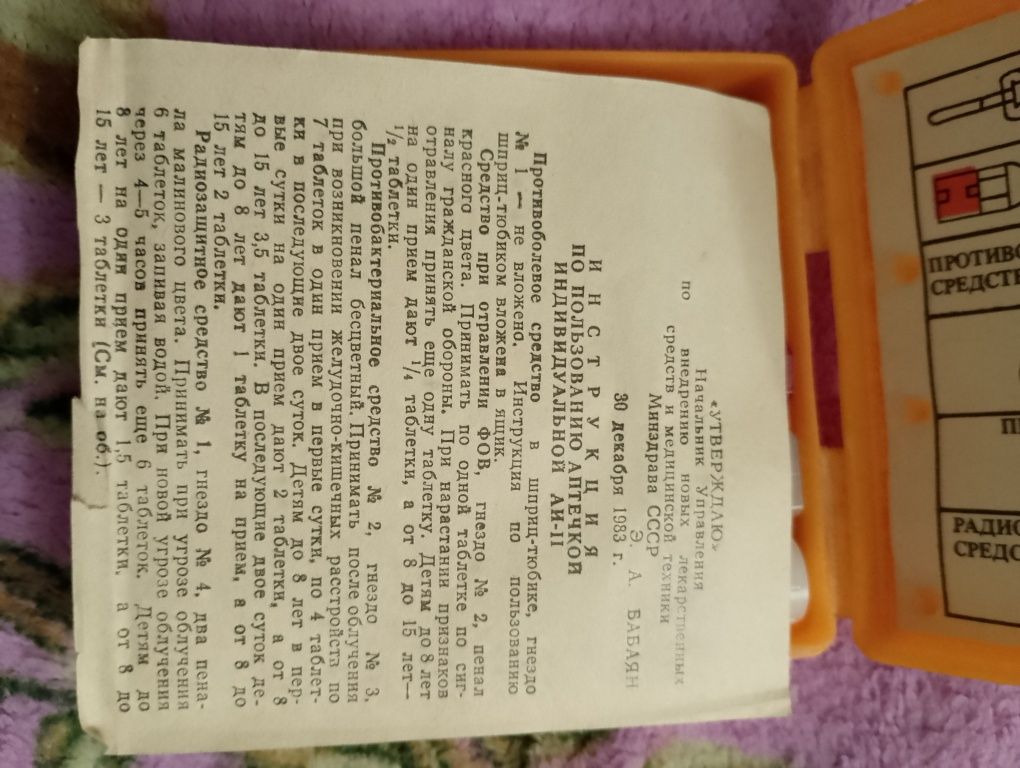 «УТВЕРЖДАЮ»
Начальник Управления
по внедрению новых лекарственных
средств и медицинской техники
Минздрава СССР
Э. А. БАБАЯН
30 декабря 1983 г.
ИНСТРУКЦИЯ
ПО ПОЛЬЗОВАНИЮ АПТЕЧКОЙ
ИНДИВИДУАЛЬНОЙ АИ-II
Противоболевое средство в шприц-тюбике, гнездо
№ 1 — не вложено. Инструкция по пользованию
шприц-тюбиком вложена в ящик.
Средство при отравлении ФОВ, гнездо № 2, пенал
красного цвета. Принимать по одной таблетке по сиг-
налу гражданской обороны. При нарастании признаков
отравления принять еще одну таблетку. Детям до 8 лет
на один прием дают 1/4 таблетки, а от 8 до 15 лет—
1/2 таблетки.
Противобактериальное средство № 2, гнездо № 3,
большой пенал бесцветный. Принимать после облучения
при возникновении желудочно-кишечных расстройств по
7 таблеток в один прием в первые сутки, по 4 таблет-
ки в последующие двое суток. Детям до 8 лет в пер-
вые сутки на один прием дают 2 таблетки, а от 8
до 15 лет 3,5 таблетки. В последующие двое суток де-
тям до 8 лет дают 1 таблетку на прием, а от 8 до
15 лет 2 таблетки.
Радиозащитное средство № 1, гнездо № 4, два пена-
ла малинового цвета. Принимать при угрозе облучения
6 таблеток, запивая водой. При новой угрозе облучения
через 4—5 часов принять еще 6 таблеток. Детям до
8 лет на один прием дают 1,5 таблетки, а от 8 до
15 лет — 3 таблетки (См. на об.).
ПРОТИВО
СРЕДСТВ
РАДИО
СРЕДС